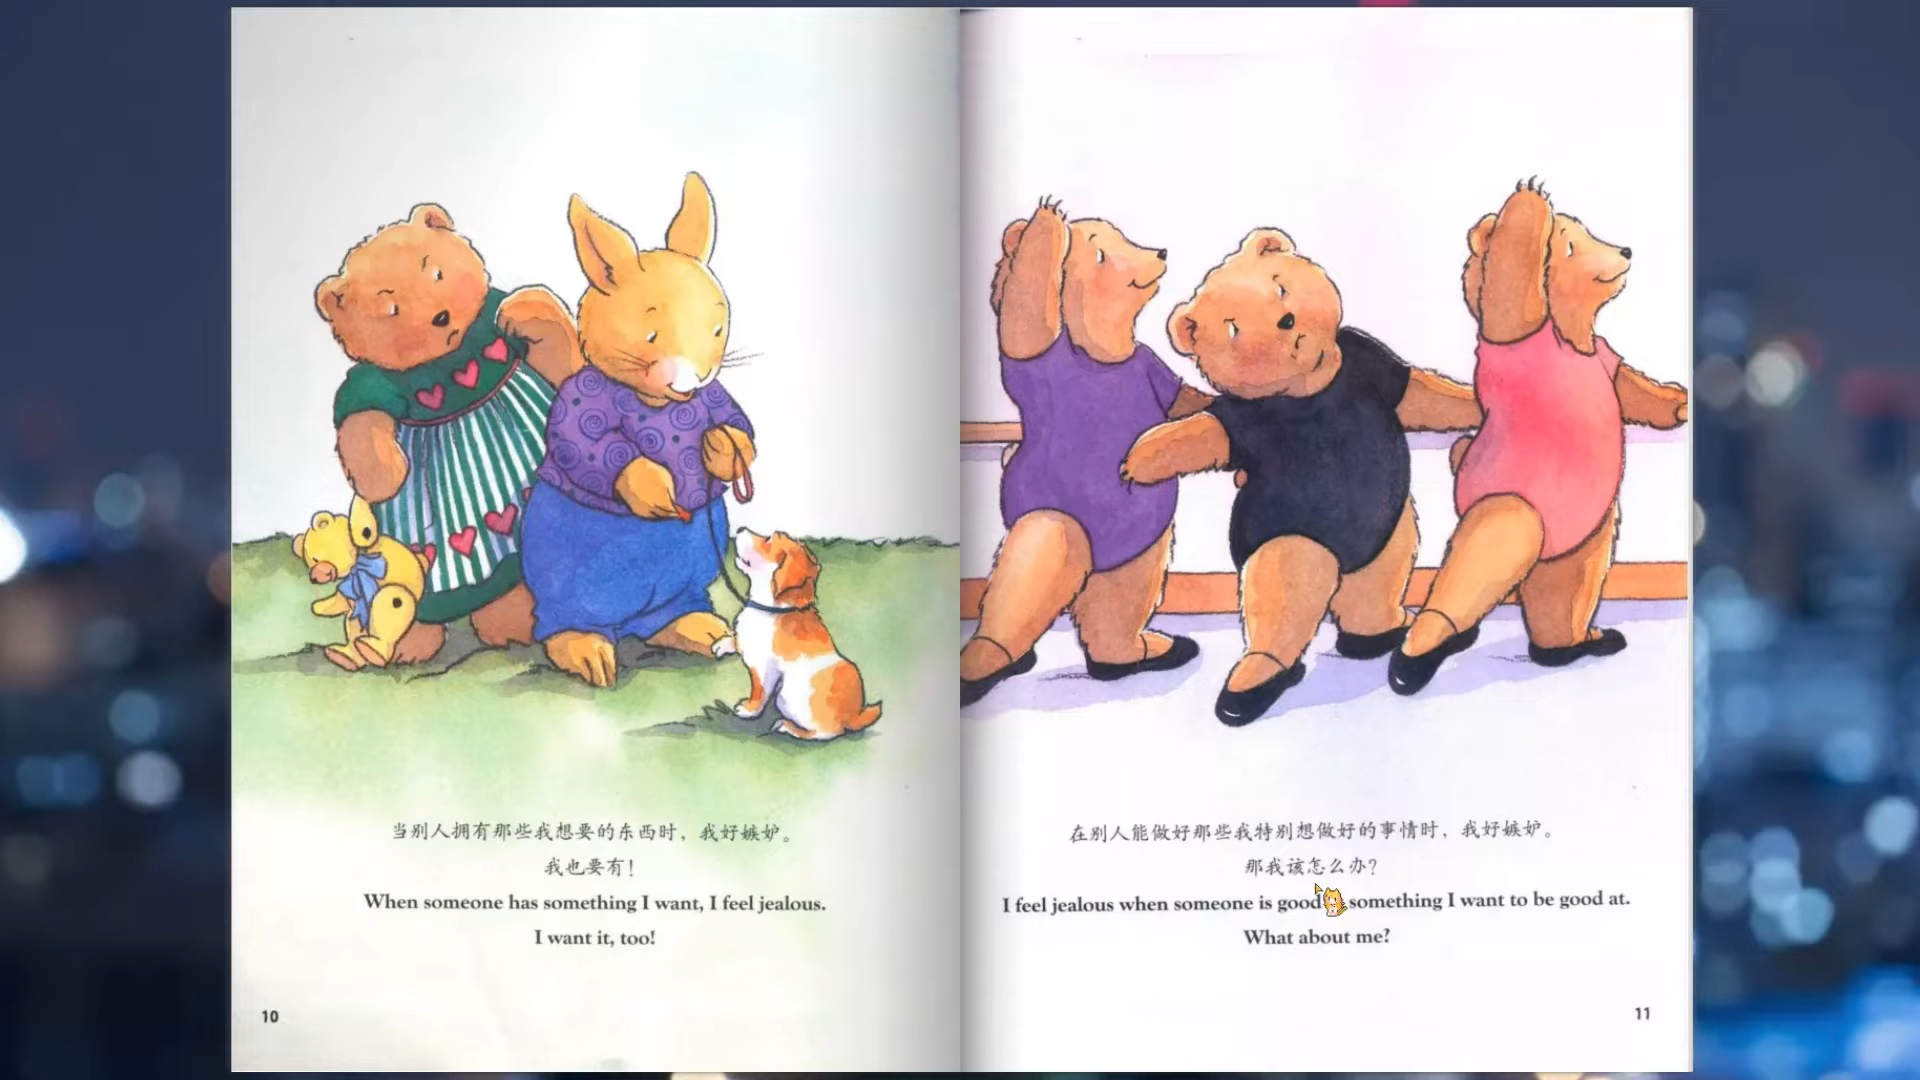 当别人拥有那些我想要的东西时，我好嫉妒。
我也要有！
When someone has something I want, I feel jealous.
I want it, too!
10
在别人能做好那些我特别想做好的事情时，我好嫉妒。
那我该怎么办？
I feel jealous when someone is good something I want to be good at.
What about me?
11